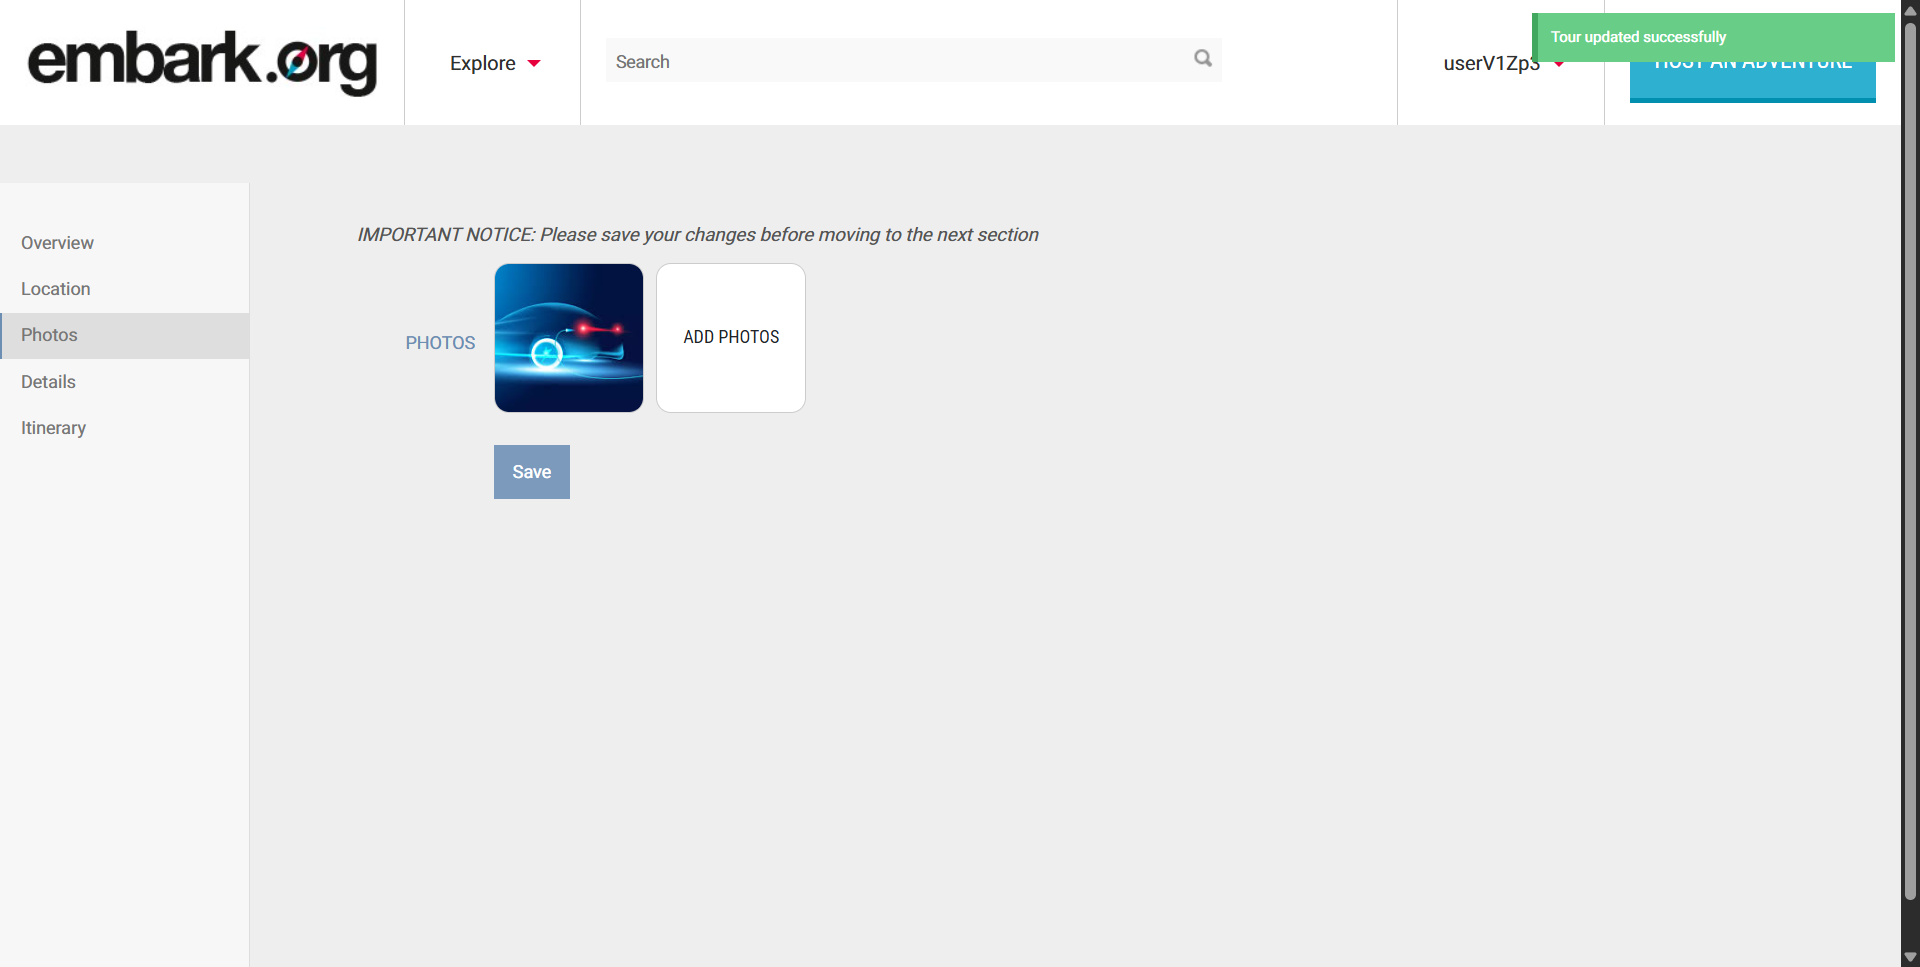 embark.org
Explore
Search
userV1Zp3
Tour updated successfully
HOST AN ADVENTURE
Overview
Location
Photos
Details
Itinerary
IMPORTANT NOTICE: Please save your changes before moving to the next section
PHOTOS
ADD PHOTOS
Save